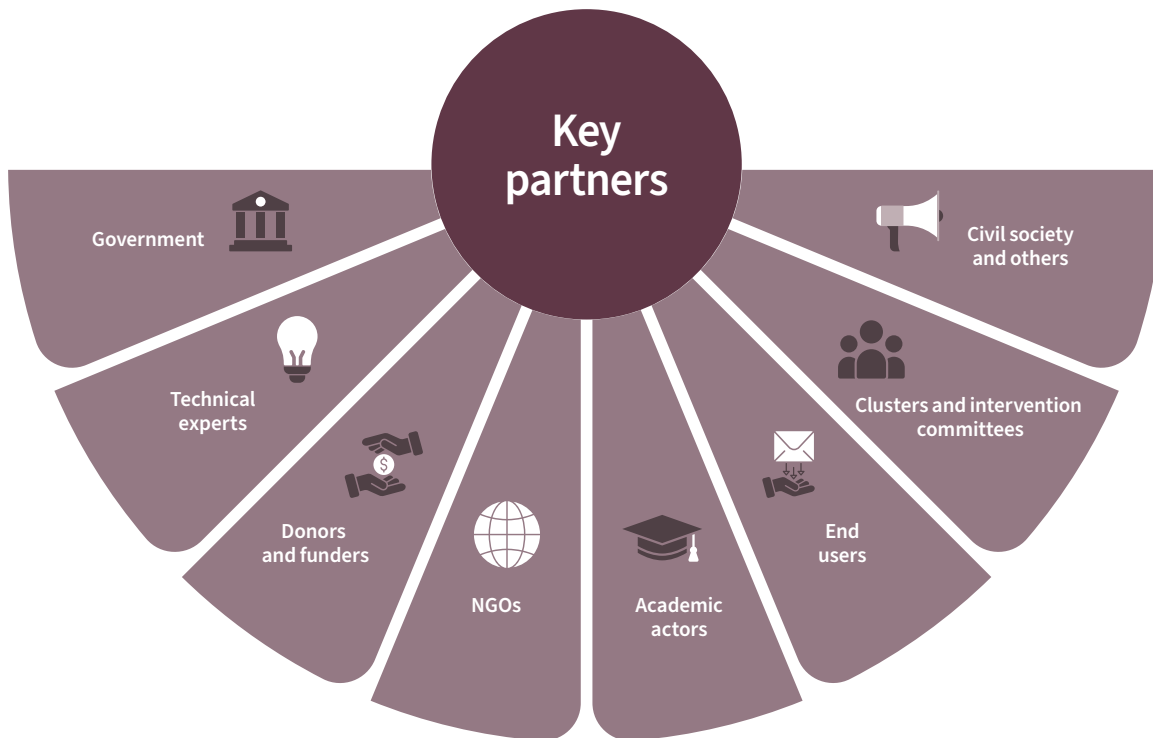 Key
partners
Government
Technical
experts
Donors
and funders
$
NGOs
Academic
actors
End
users
Clusters and intervention
committees
Civil society
and others